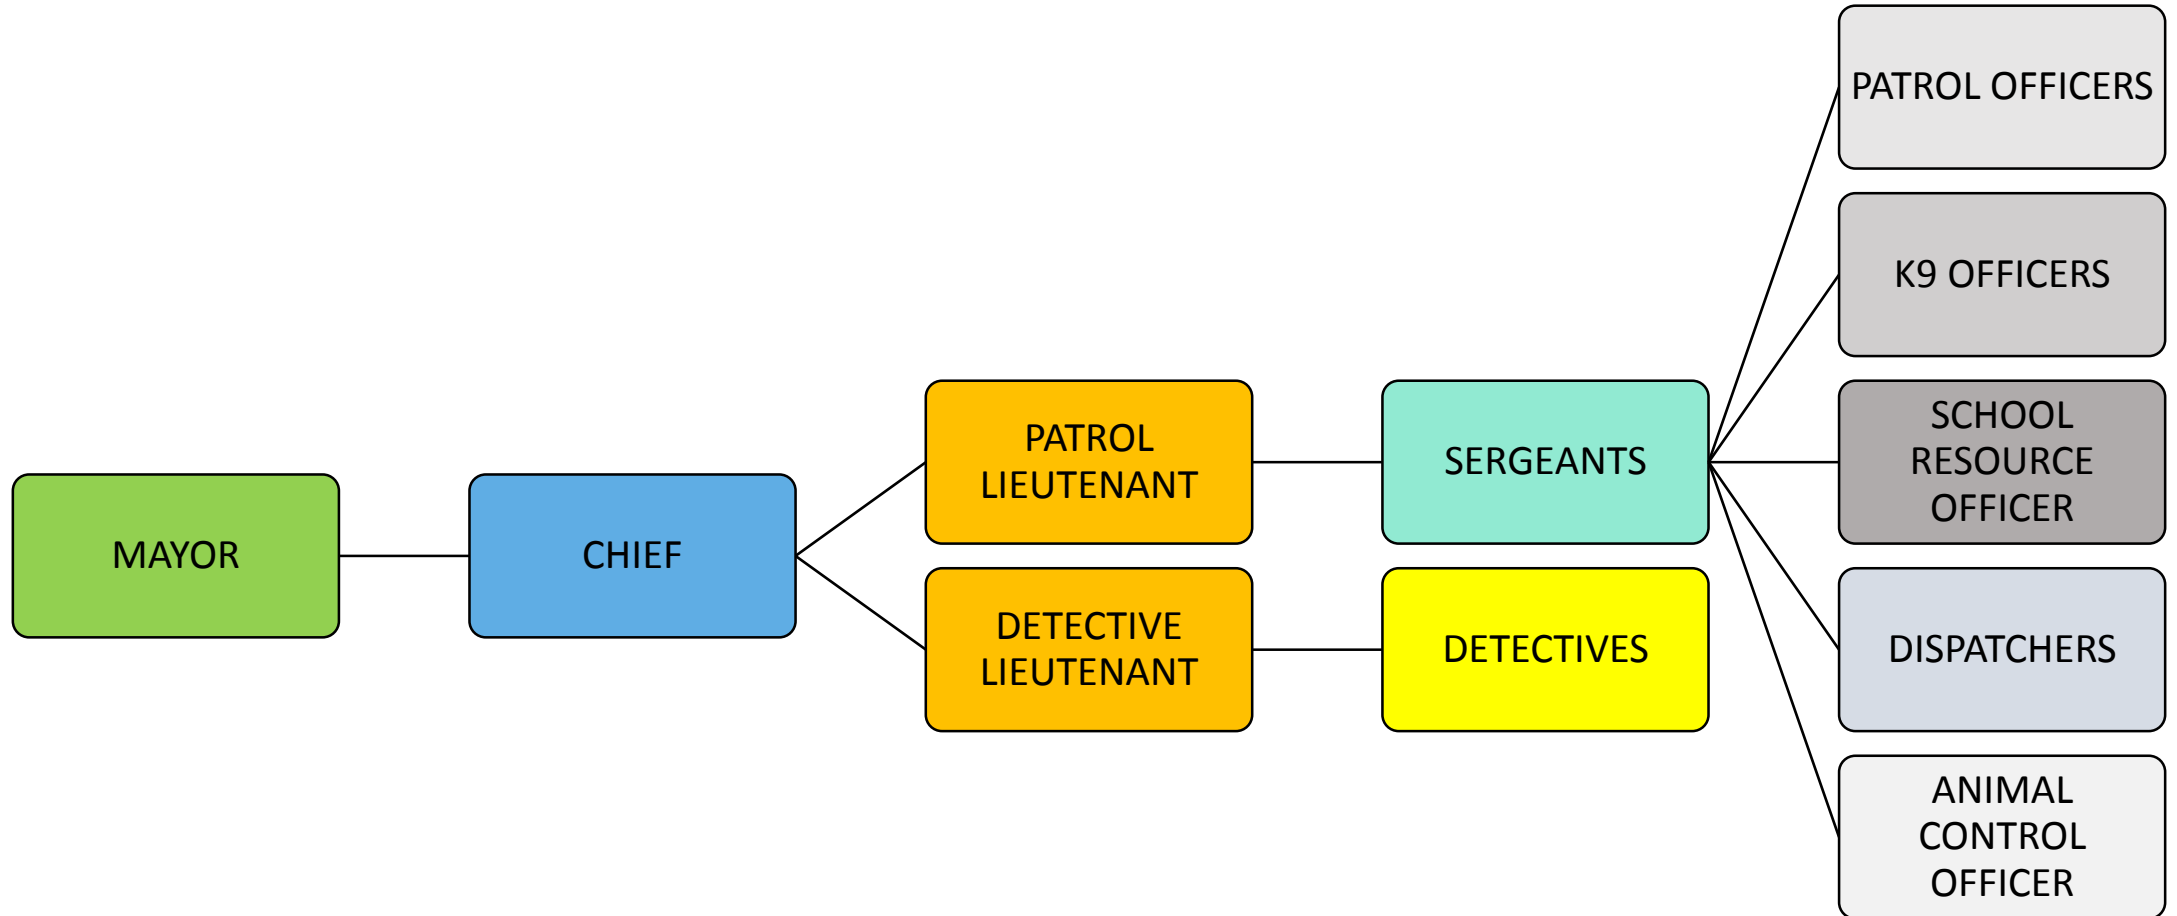 MAYOR
CHIEF
PATROL
LIEUTENANT
DETECTIVE
LIEUTENANT
SERGEANTS
DETECTIVES
PATROL OFFICERS
K9 OFFICERS
SCHOOL
RESOURCE
OFFICER
DISPATCHERS
ANIMAL
CONTROL
OFFICER